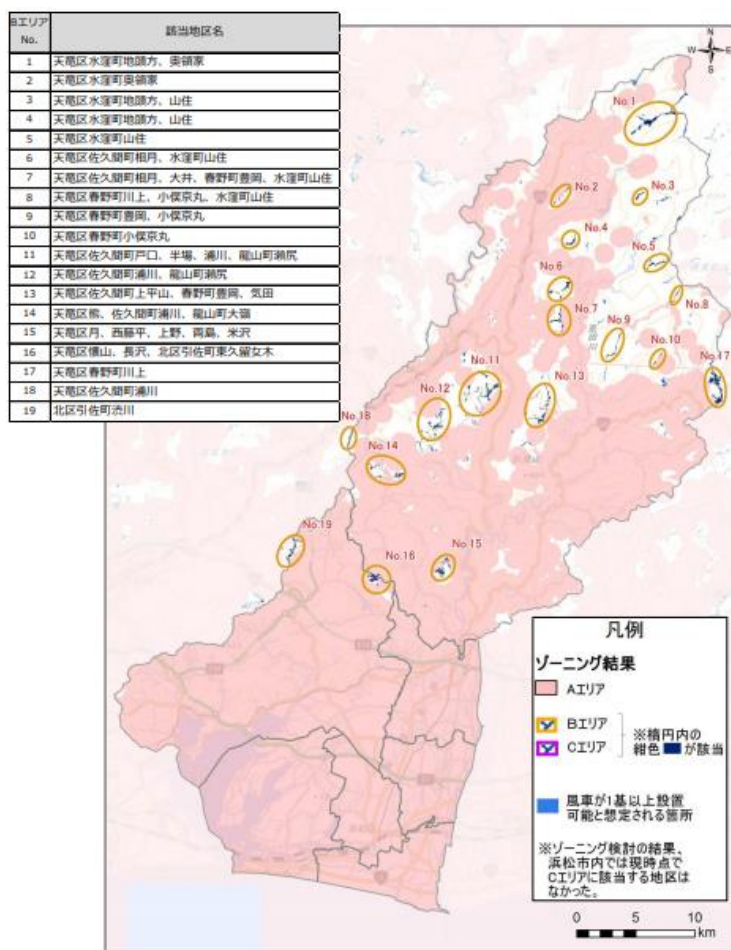 Bエリア
No.
該当地区名
1 天竜区水窪町地頭方、奥領家
2 天竜区水窪町奥領家
3 天竜区水窪町地頭方、山住
4 天竜区水窪町地頭方、山住
5 天竜区水窪町山住
6 天竜区佐久間町相月、水窪町山住
7 天竜区佐久間町相月、大井、春野町豊岡、水窪町山住
8 天竜区春野町川上、小俣京丸、水窪町山住
9 天竜区春野町豊岡、小俣京丸
10 天竜区春野町小俣京丸
11 天竜区佐久間町戸口、半場、浦川、龍山町瀬尻
12 天竜区佐久間町浦川、龍山町瀬尻
13 天竜区佐久間町上平山、春野町豊岡、気田
14 天竜区熊、佐久間町浦川、龍山町大嶺
15 天竜区月、西藤平、上野、両島、米沢
16 天竜区懐山、長沢、北区引佐町東久留女木
17 天竜区春野町川上
18 天竜区佐久間町浦川
19 北区引佐町渋川
N
W E
S
No.1
No.2
No.3
No.4
No.5
No.6
No.7
No.8
No.9
No.10
No.11
No.12
No.13
No.17
No.18
No.14
No.19
No.16
No.15
凡例
ゾーニング結果
Aエリア
Bエリア
Cエリア
※楕円内の
紺色 が該当
風車が1基以上設置
可能と想定される箇所
※ゾーニング検討の結果、
浜松市内では現時点で
Cエリアに該当する地区は
なかった。
0 5 10
km